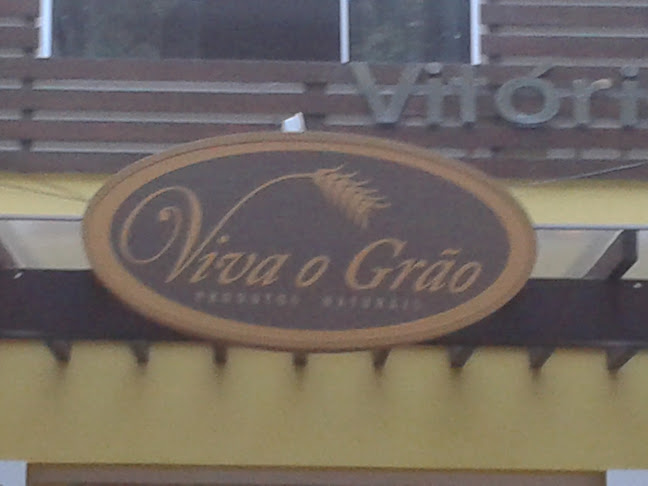 Vitóri
Viva o Grão
PRODUTOS NATURAIS